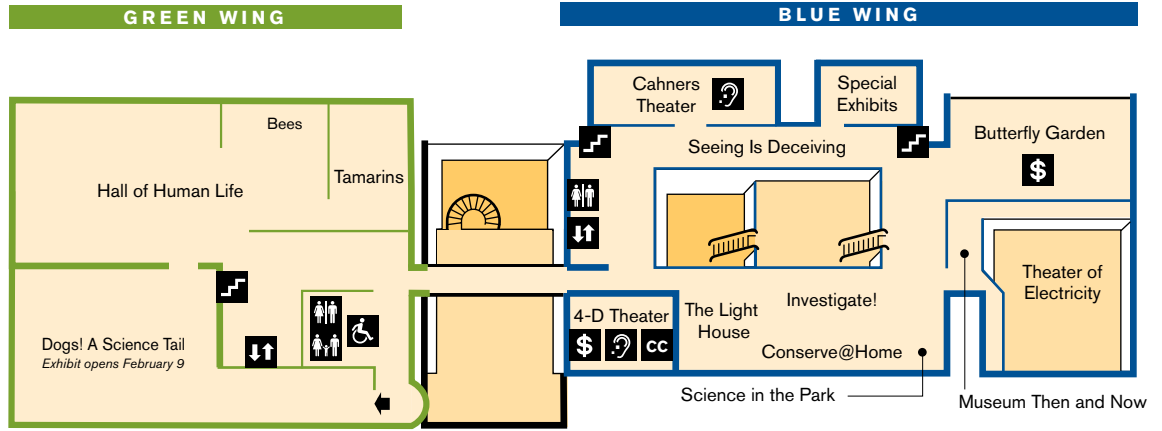 GREEN WING
BLUE WING
Cahners
Theater
Special
Exhibits
Bees
Butterfly Garden
Seeing Is Deceiving
$
Tamarins
Hall of Human Life
Theater of
Electricity
Investigate!
The Light
House
4-D Theater
$
CC
Dogs! A Science Tail
Exhibit opens February 9
Conserve@Home
Science in the Park
Museum Then and Now